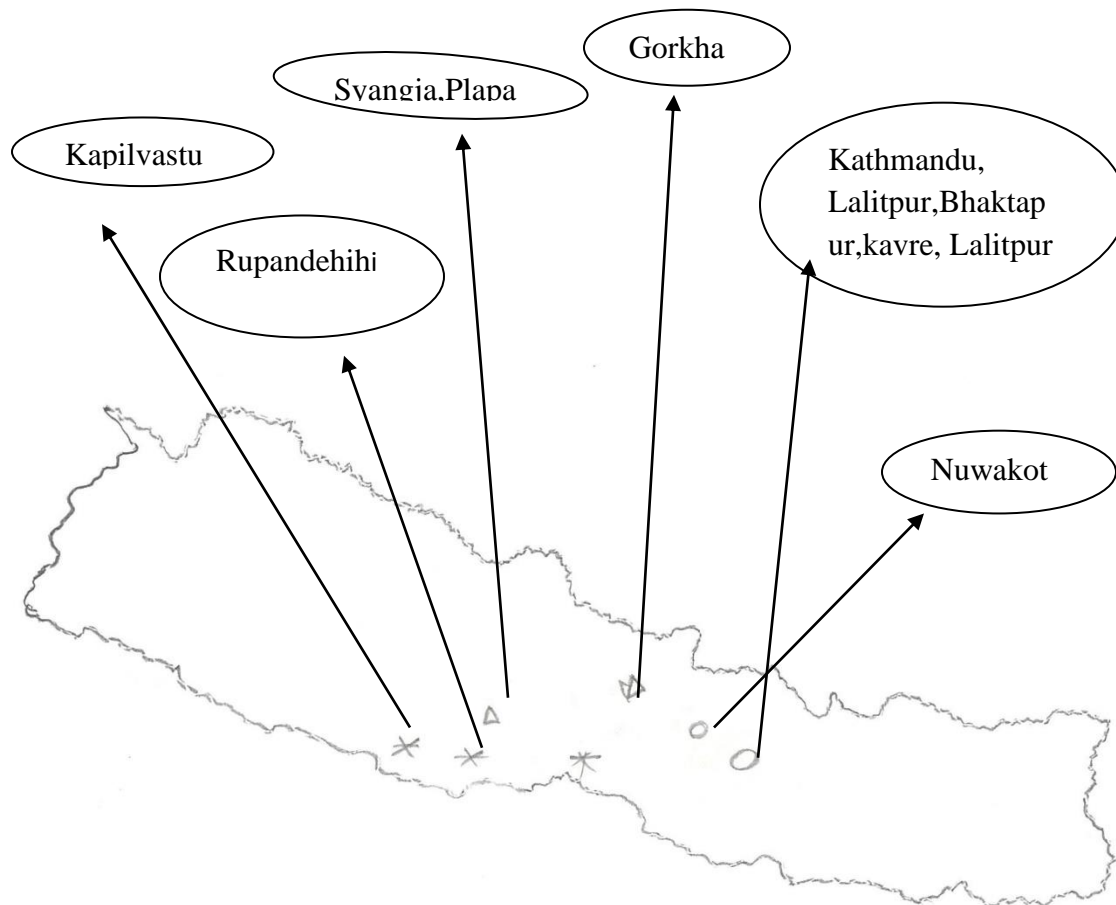 Gorkha
Syangja,Plapa
Kapilvastu
Kathmandu,
Lalitpur,Bhaktap
ur,kavre, Lalitpur
Rupandehihi
Nuwakot